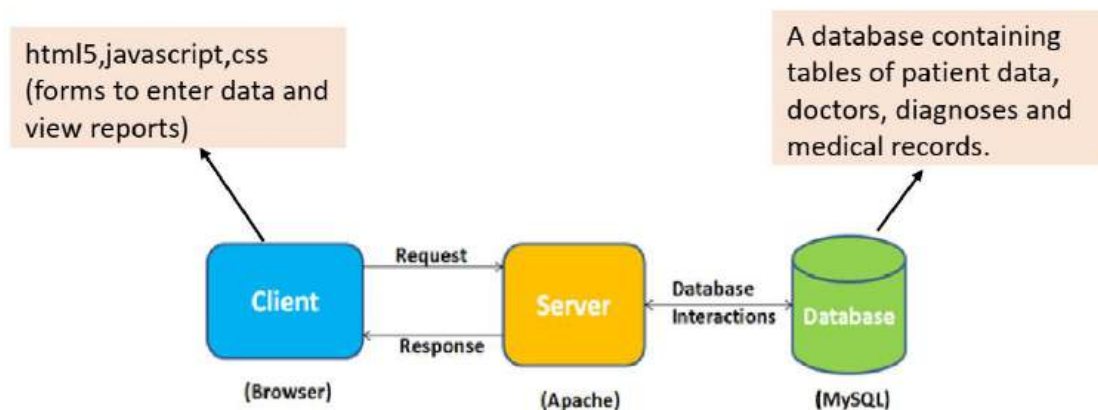 html5,javascript,css
(forms to enter data and
view reports)
A database containing
tables of patient data,
doctors, diagnoses and
medical records.
Client
Request
Response
Server
Database
Interactions
Database
(Browser)
(Apache)
(MySQL)